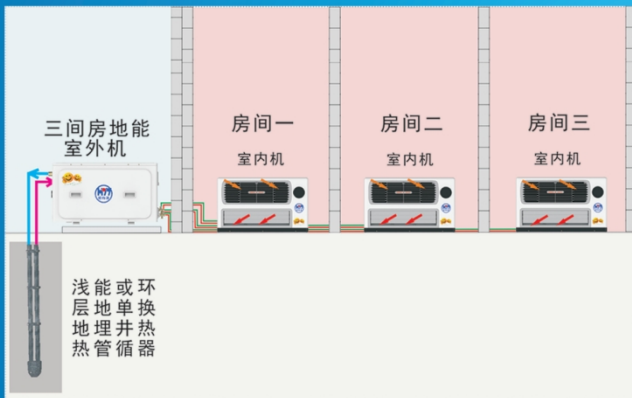 三间房地能
室外机
房间一
室内机
房间二
室内机
房间三
室内机
浅能或环
层地单换
地埋井热
热管循器